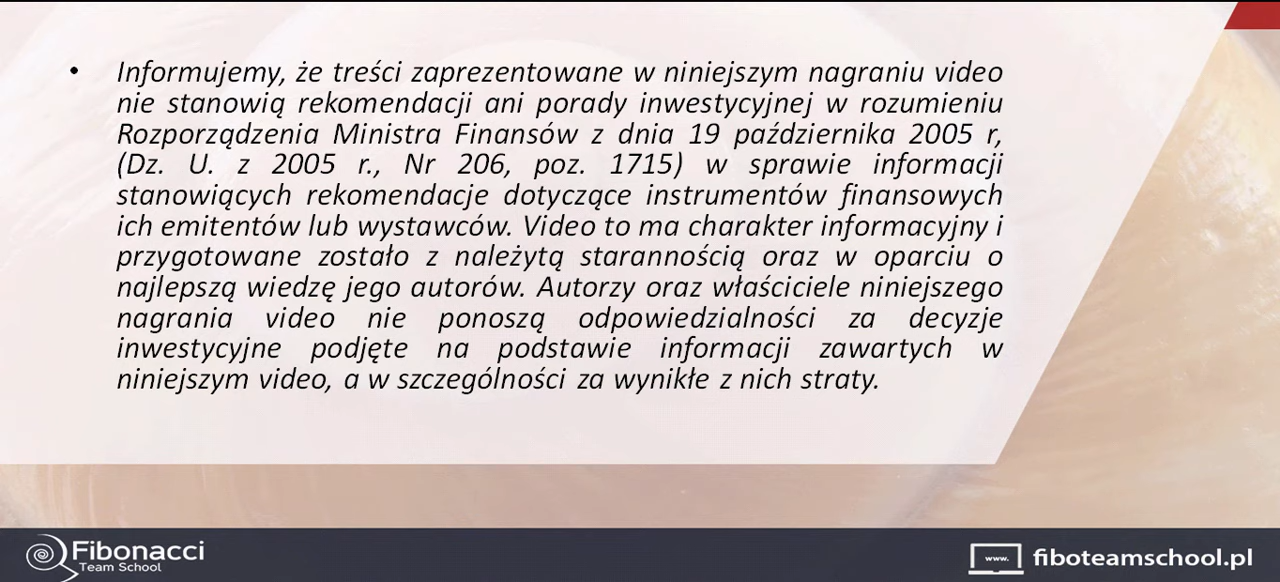 • Informujemy, że treści zaprezentowane w niniejszym nagraniu video
nie stanowią rekomendacji ani porady inwestycyjnej w rozumieniu
Rozporządzenia Ministra Finansów z dnia 19 października 2005 r,
(Dz. U. z 2005 r., Nr 206, poz. 1715) w sprawie informacji
stanowiących rekomendacje dotyczące instrumentów finansowych
ich emitentów lub wystawców. Video to ma charakter informacyjny i
przygotowane zostało z należytą starannością oraz w oparciu o
najlepszą wiedzę jego autorów. Autorzy oraz właściciele niniejszego
nagrania video nie ponoszą odpowiedzialności za decyzje
inwestycyjne podjęte na podstawie informacji zawartych w
niniejszym video, a w szczególności za wynikłe z nich straty.
Fibonacci
Team School
www.
fiboteamschool.pl